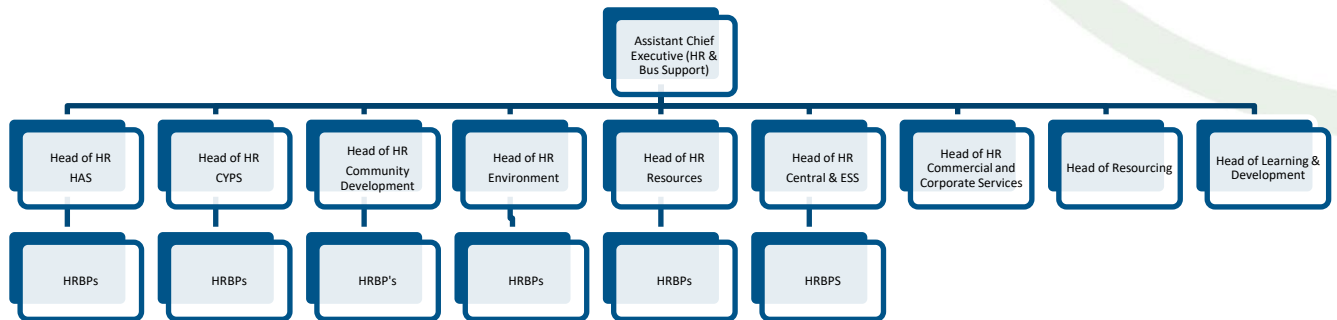 Assistant Chief
Executive (HR &
Bus Support)
Head of HR
HAS
Head of HR
CYPS
Head of HR
Community
Development
Head of HR
Environment
Head of HR
Resources
Head of HR
Central & ESS
Head of HR
Commercial and
Corporate Services
Head of Resourcing
Head of Learning &
Development
HRBPs
HRBPs
HRBP's
HRBPs
HRBPs
HRBPS